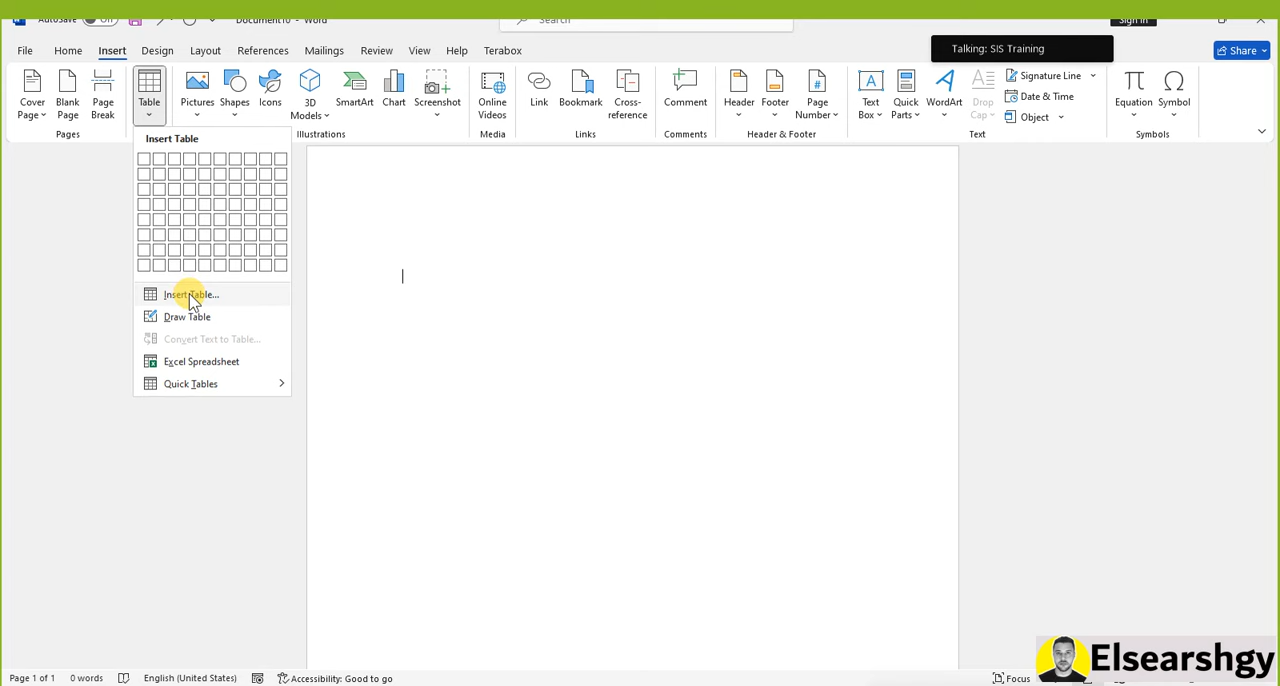 AutoSave Off Document10 - Word Search Sign in
File Home Insert Design Layout References Mailings Review View Help Terabox
Talking: SIS Training
Share
Cover Page Blank Page Page Break Table Pictures Shapes Icons 3D Models SmartArt Chart Screenshot Online Videos Link Bookmark Cross-reference Comment Header Footer Page Number Text Box Quick Parts WordArt Drop Cap Signature Line Date & Time Object Equation Symbol
Pages Illustrations Media Links Comments Header & Footer Text Symbols
Insert Table
Insert Table...
Draw Table
Convert Text to Table...
Excel Spreadsheet
Quick Tables
Elsearshgy
Page 1 of 1 0 words English (United States) Accessibility: Good to go Focus